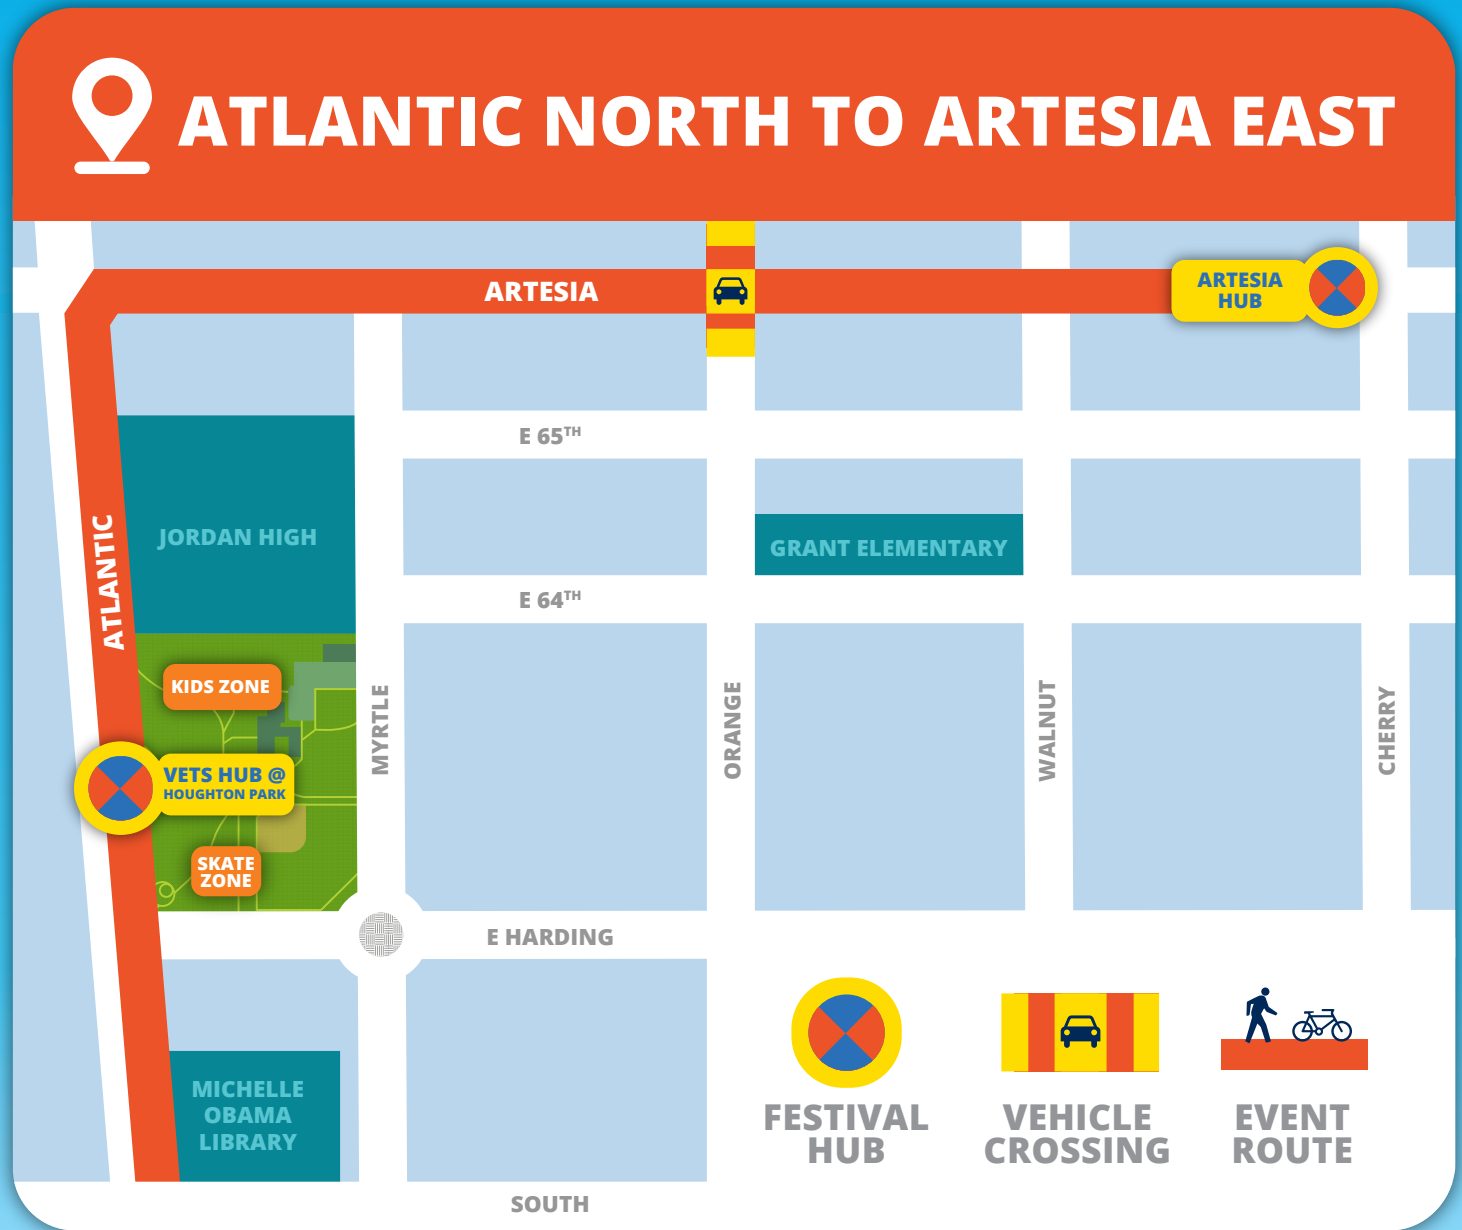 ATLANTIC NORTH TO ARTESIA EAST
ARTESIA
ARTESIA
HUB
E 65TH
JORDAN HIGH
GRANT ELEMENTARY
ATLANTIC
E 64TH
KIDS ZONE
MYRTLE
ORANGE
WALNUT
CHERRY
VETS HUB @
HOUGHTON PARK
SKATE
ZONE
E HARDING
MICHELLE
OBAMA
LIBRARY
FESTIVAL
HUB
VEHICLE
CROSSING
EVENT
ROUTE
SOUTH